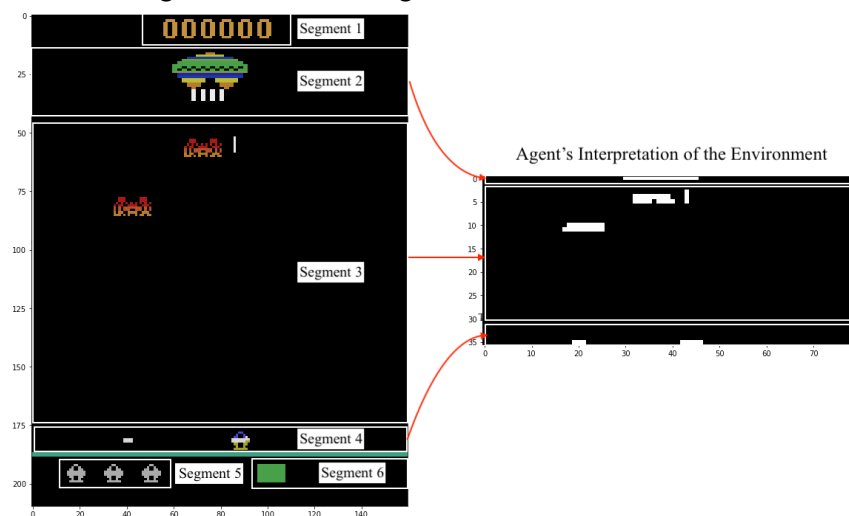 000000
Segment 1
Segment 2
Segment 3
Segment 4
Segment 5
Segment 6
0
25
50
75
100
125
150
175
200
0 20 40 60 80 100 120 140
Agent's Interpretation of the Environment
0
5
10
15
20
25
30
35
0 10 20 30 40 50 60 70